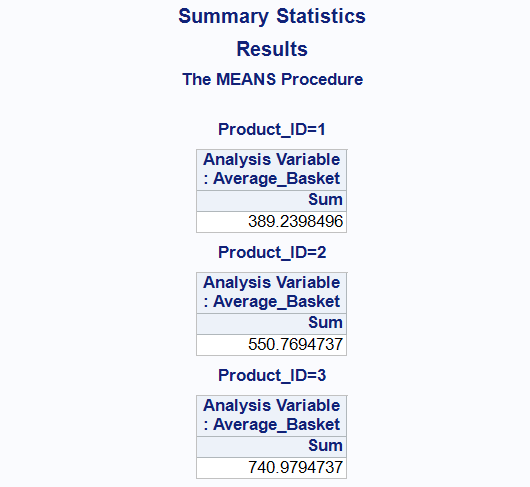 Summary Statistics
Results
The MEANS Procedure
Product_ID=1
Analysis Variable
: Average_Basket
Sum
389.2398496
Product_ID=2
Analysis Variable
: Average_Basket
Sum
550.7694737
Product_ID=3
Analysis Variable
: Average_Basket
Sum
740.9794737